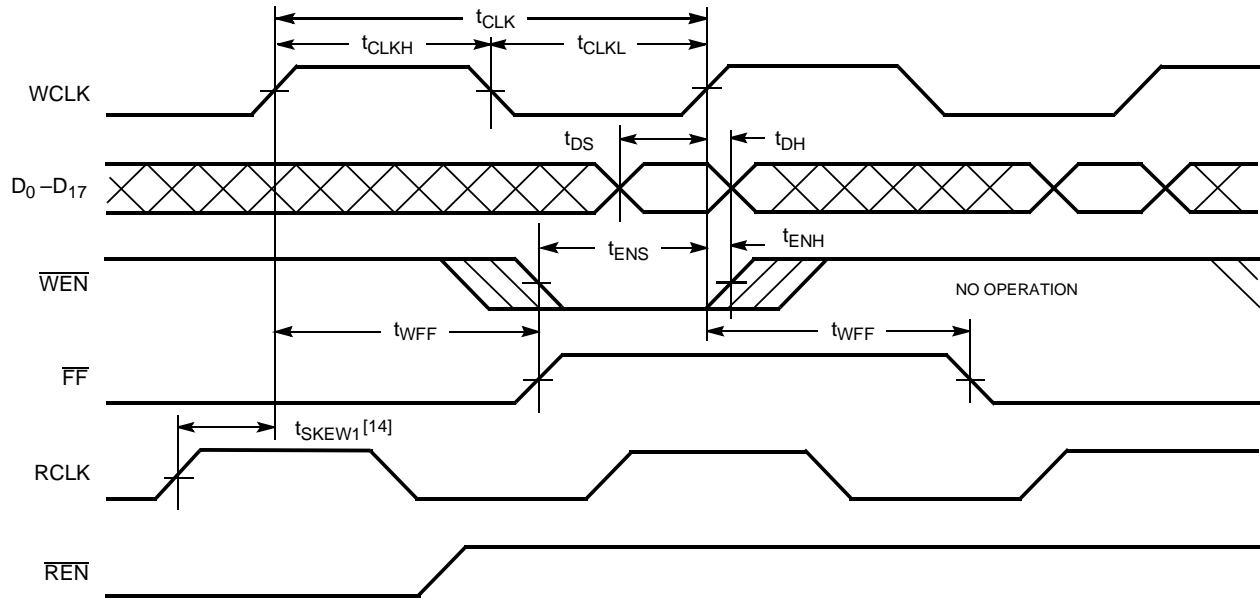 tCLK
tCLKH
tCLKL
WCLK
tDS
tDH
D0 –D17
tENS
tENH
WEN
NO OPERATION
tWFF
tWFF
FF
tSKEW1[14]
RCLK
REN